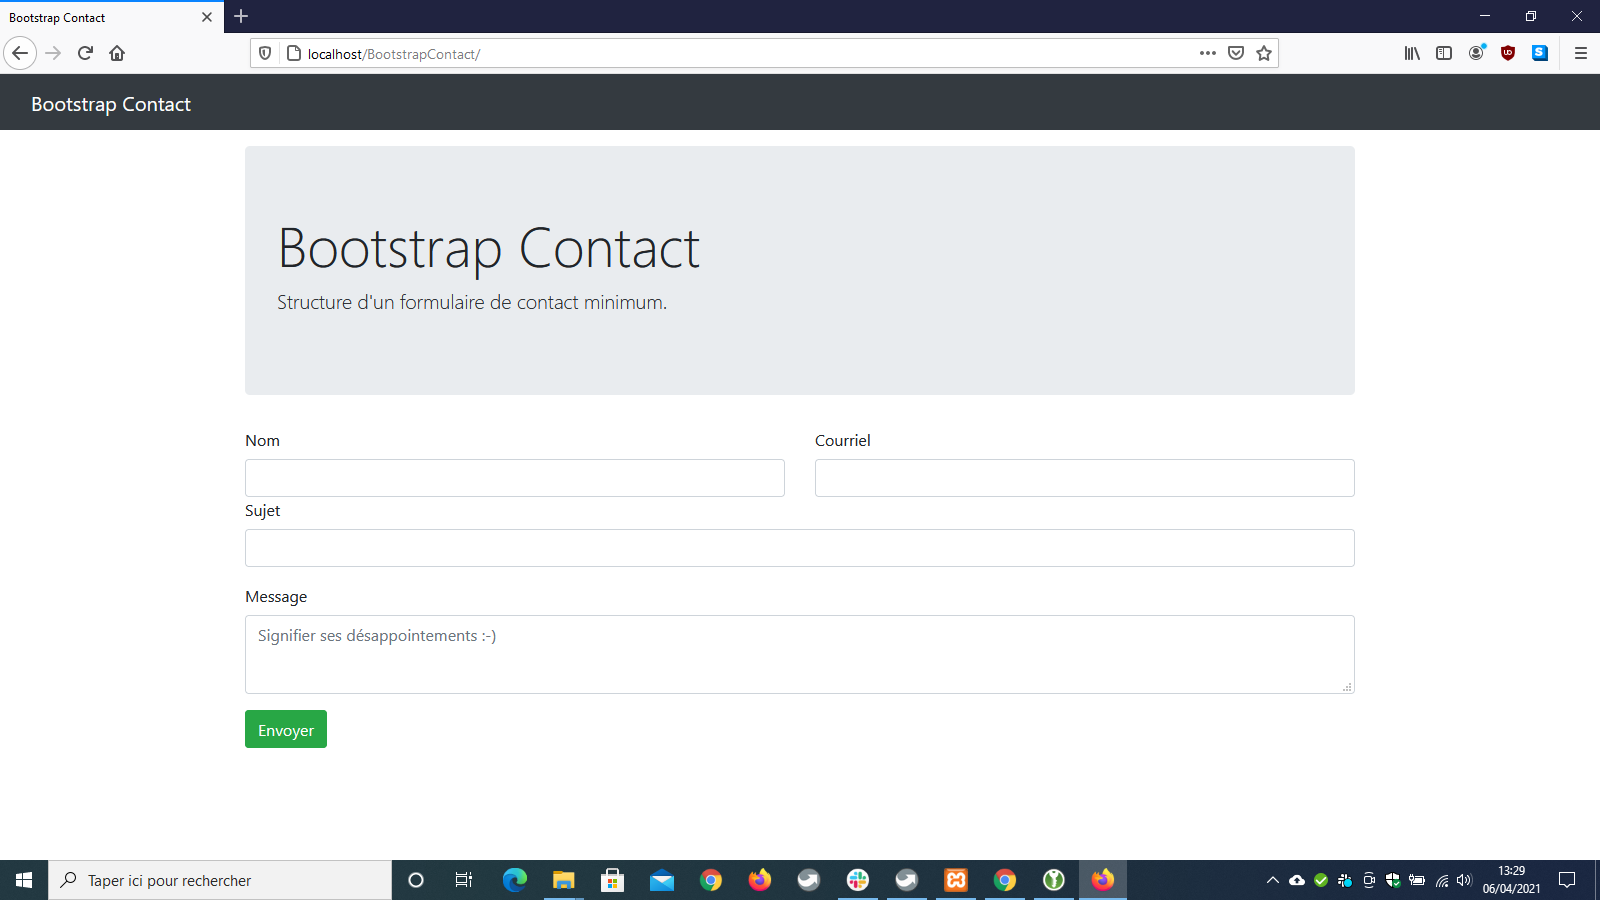 Bootstrap Contact
localhost/BootstrapContact/
Bootstrap Contact
Bootstrap Contact
Structure d'un formulaire de contact minimum.
Nom
Courriel
Sujet
Message
Signifier ses désappointements :-)
Envoyer
Taper ici pour rechercher
13:29
06/04/2021